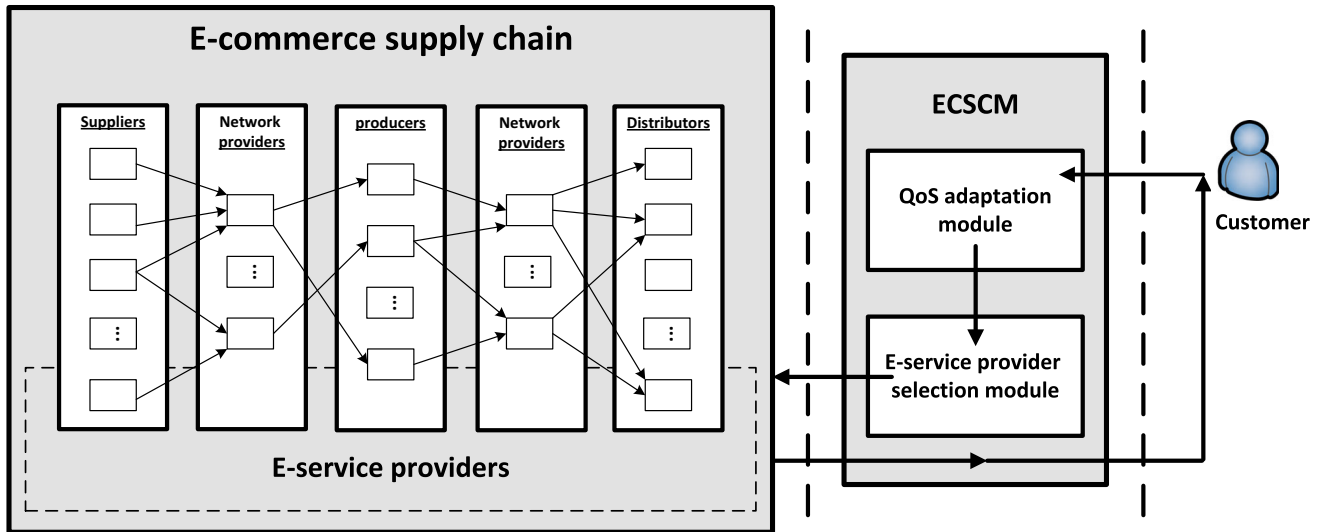 E-commerce supply chain
Suppliers
Network
providers
producers
Network
providers
Distributors
...
...
...
...
...
E-service providers
ECSCM
QoS adaptation
module
E-service provider
selection module
Customer